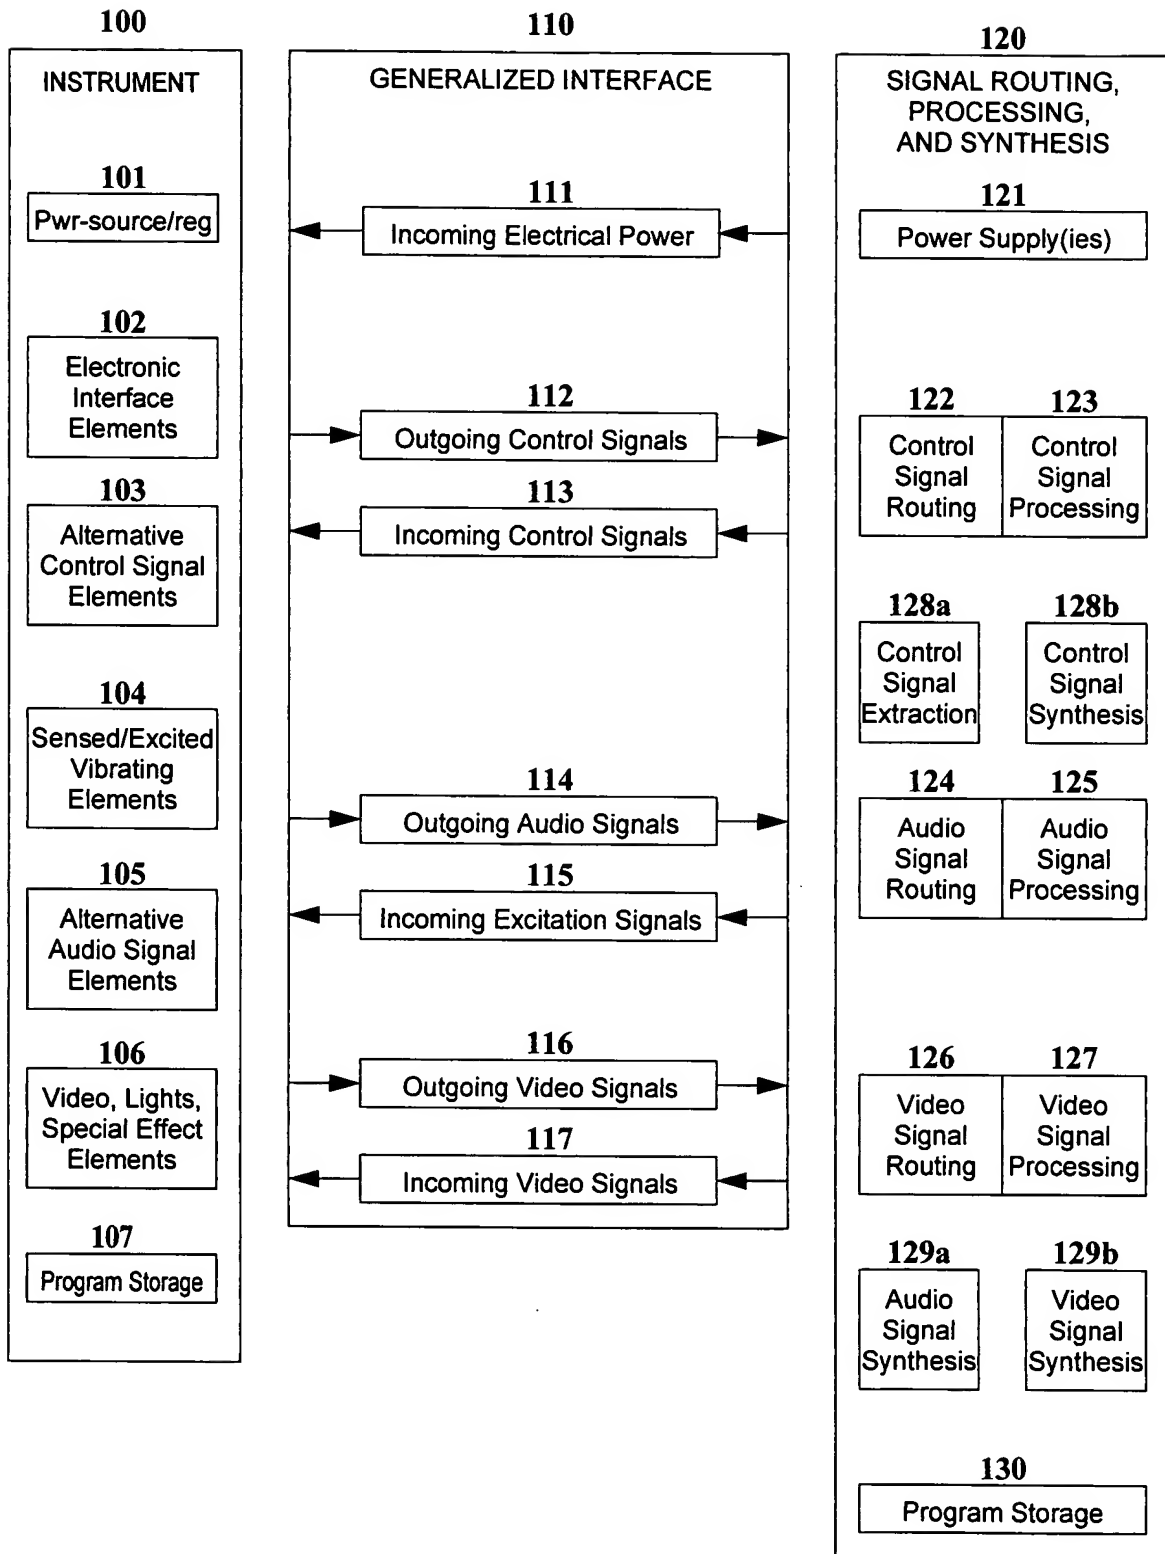 100
INSTRUMENT
101
Pwr-source/reg
102
Electronic
Interface
Elements
103
Alternative
Control Signal
Elements
104
Sensed/Excited
Vibrating
Elements
105
Alternative
Audio Signal
Elements
106
Video, Lights,
Special Effect
Elements
107
Program Storage
110
GENERALIZED INTERFACE
111
Incoming Electrical Power
112
Outgoing Control Signals
113
Incoming Control Signals
114
Outgoing Audio Signals
115
Incoming Excitation Signals
116
Outgoing Video Signals
117
Incoming Video Signals
120
SIGNAL ROUTING,
PROCESSING,
AND SYNTHESIS
121
Power Supply(ies)
122
Control
Signal
Routing
123
Control
Signal
Processing
128a
Control
Signal
Extraction
128b
Control
Signal
Synthesis
124
Audio
Signal
Routing
125
Audio
Signal
Processing
126
Video
Signal
Routing
127
Video
Signal
Processing
129a
Audio
Signal
Synthesis
129b
Video
Signal
Synthesis
130
Program Storage